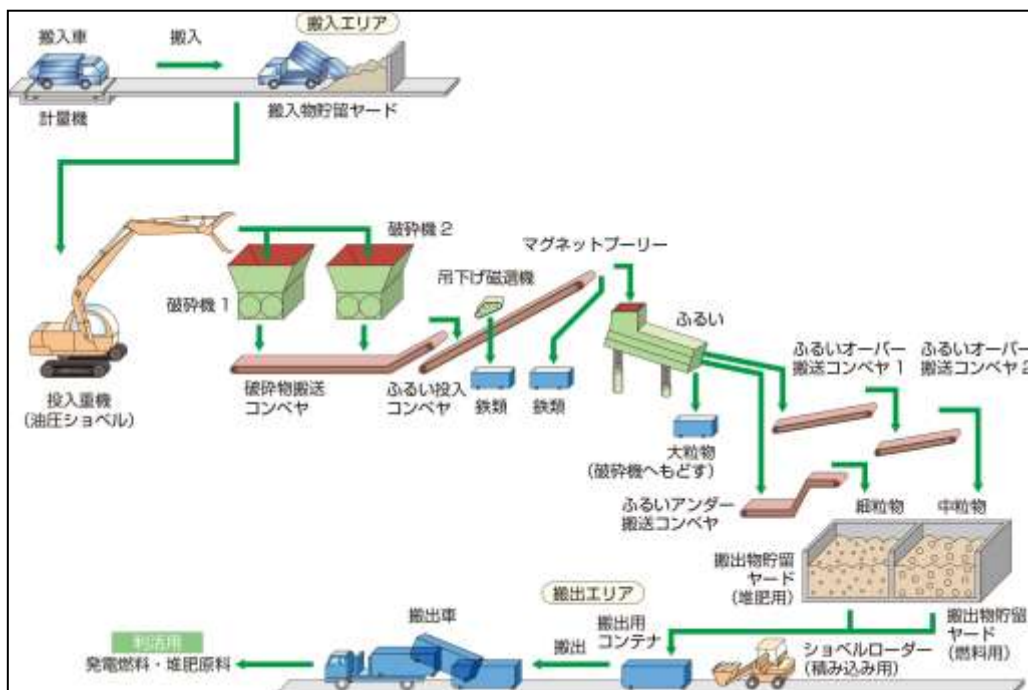 搬入エリア
搬入車
搬入
計量機
搬入物貯留ヤード
破砕機2
マグネットプーリー
吊下げ磁選機
破砕機1
ふるい
ふるいオーバー
搬送コンベヤ1
ふるいオーバー
搬送コンベヤ2
破砕物搬送
コンベヤ
ふるい投入
コンベヤ
鉄類
鉄類
投入重機
(油圧ショベル)
大粒物
(破砕機へもどす)
ふるいアンダー
搬送コンベヤ
細粒物
中粒物
搬出物貯留
ヤード
(堆肥用)
搬出エリア
搬出車
搬出用
コンテナ
搬出
搬出物貯留
ヤード
(燃料用)
ショベルローダー
(積み込み用)
利活用
発電燃料・堆肥原料